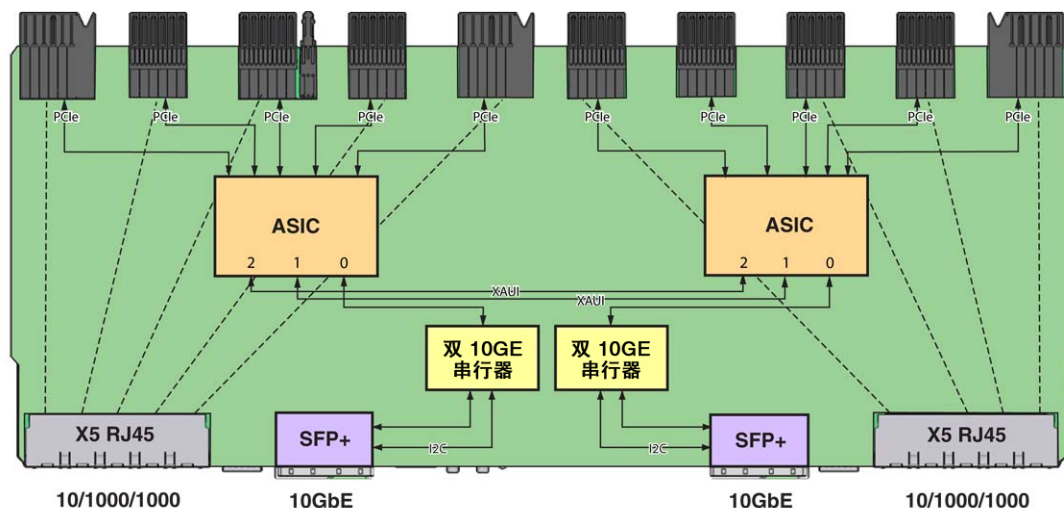 PCIe
PCIe
PCIe
PCIe
PCIe
PCIe
PCIe
PCIe
PCIe
PCIe
ASIC
2 1 0
ASIC
2 1 0
XAUI
XAUI
双 10GE
串行器
双 10GE
串行器
X5 RJ45
SFP+
I2C
I2C
SFP+
X5 RJ45
10/1000/1000
10GbE
10GbE
10/1000/1000